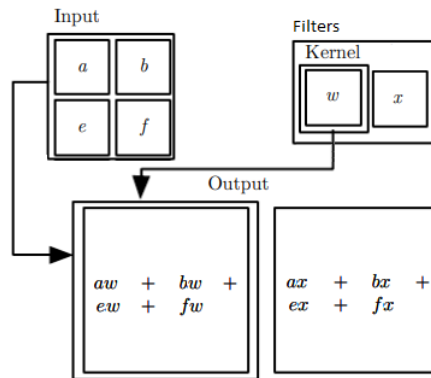 Input
Filters
Kernel
a b
w x
e f
Output
aw + bw +
ew + fw
ax + bx +
ex + fx